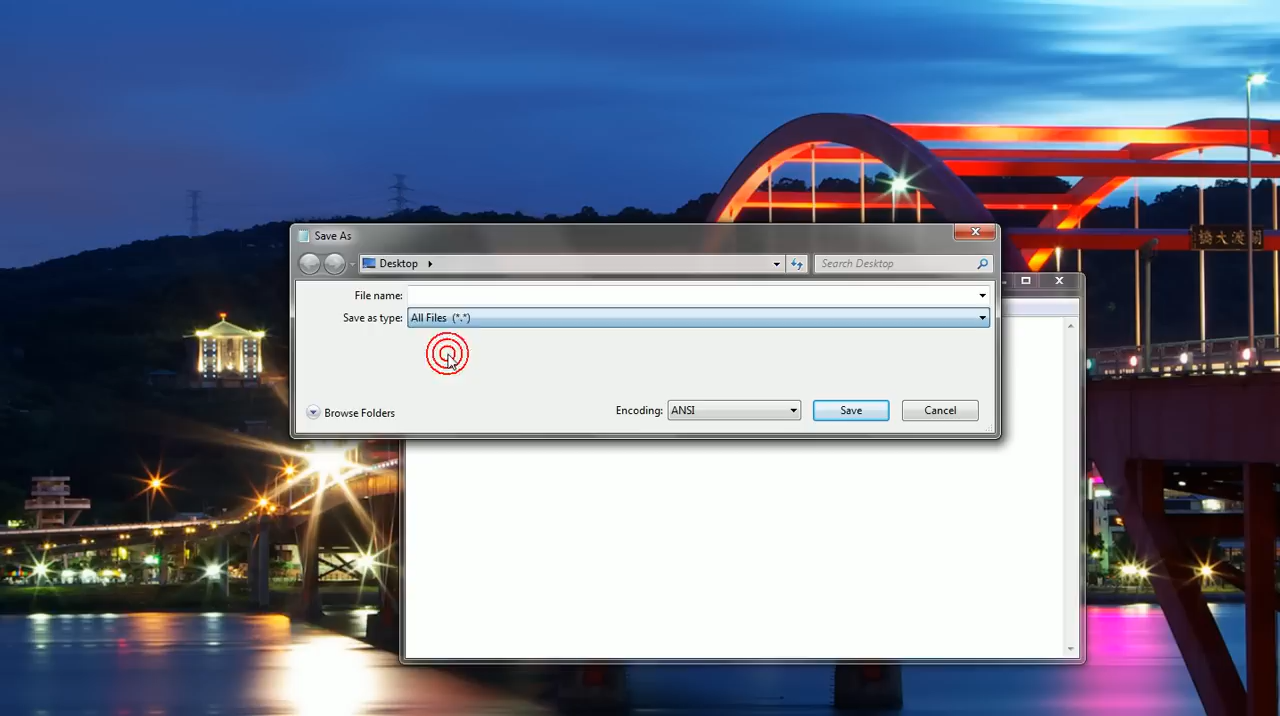 Save As
Desktop
Search Desktop
File name:
Save as type: All Files (*.*)
Browse Folders
Encoding: ANSI
Save
Cancel